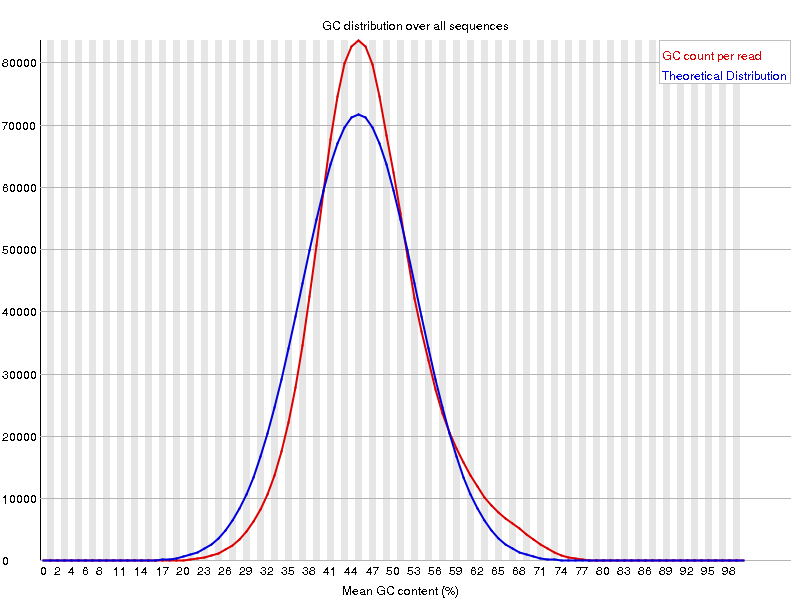 GC distribution over all sequences
GC count per read
Theoretical Distribution
80000
70000
60000
50000
40000
30000
20000
10000
0
0 2 4 6 8 11 14 17 20 23 26 29 32 35 38 41 44 47 50 53 56 59 62 65 68 71 74 77 80 83 86 89 92 95 98
Mean GC content (%)